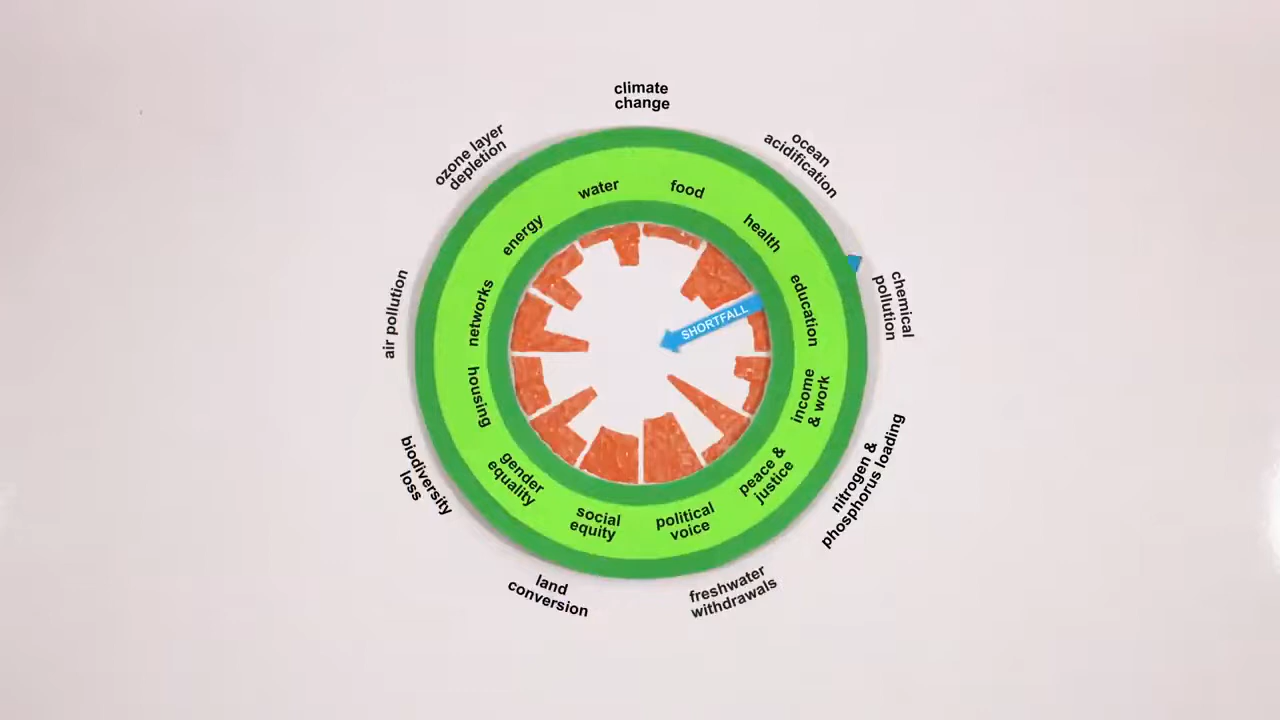 climate
change
ocean
acidification
chemical
pollution
nitrogen &
phosphorus loading
freshwater
withdrawals
land
conversion
biodiversity
loss
air pollution
ozone layer
depletion
water
food
health
education
income
& work
peace &
justice
political
voice
social
equity
gender
equality
housing
networks
energy
SHORTFALL